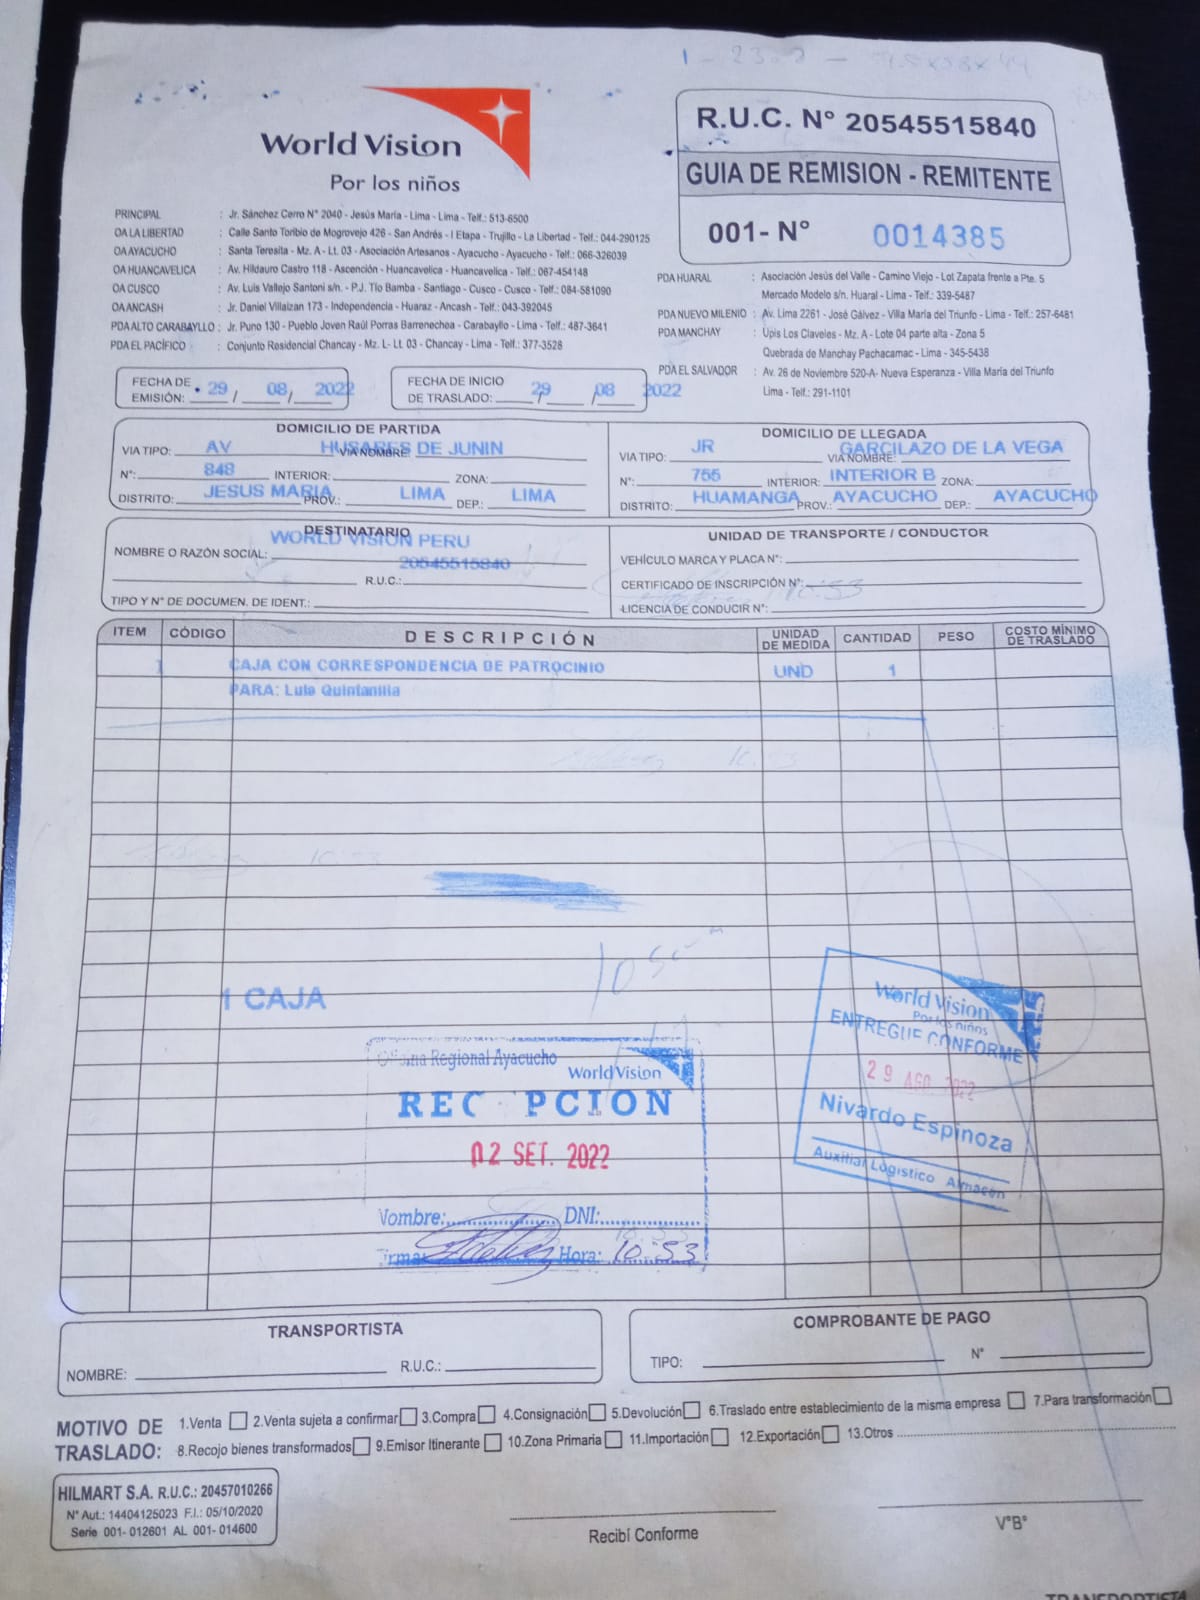 World Vision
Por los niños
R.U.C. N° 20545515840
GUIA DE REMISION - REMITENTE
001- N° 0014385
PRINCIPAL : Jr. Sánchez Cerro N° 2040 - Jesús María - Lima - Lima - Telf.: 513-6500
OA LA LIBERTAD : Calle Santo Toribio de Mogrovejo 426 - San Andrés - I Etapa - Trujillo - La Libertad - Telf.: 044-290125
OA AYACUCHO : Santa Teresita - Mz. A - Lt. 03 - Asociación Artesanos - Ayacucho - Ayacucho - Telf.: 066-326039
OA HUANCAVELICA : Av. Hildauro Castro 118 - Ascención - Huancavelica - Huancavelica - Telf.: 067-454148
OA CUSCO : Av. Luis Vallejo Santoni s/n. - P.J. Tío Bamba - Santiago - Cusco - Cusco - Telf.: 084-581090
OA ANCASH : Jr. Daniel Villaizan 173 - Independencia - Huaraz - Ancash - Telf.: 043-392045
PDA ALTO CARABAYLLO : Jr. Puno 130 - Pueblo Joven Raúl Porras Barrenechea - Carabayllo - Lima - Telf.: 487-3641
PDA EL PACÍFICO : Conjunto Residencial Chancay - Mz. L- Lt. 03 - Chancay - Lima - Telf.: 377-3528
PDA HUARAL : Asociación Jesús del Valle - Camino Viejo - Lot Zapata frente a Pte. 5
Mercado Modelo s/n. Huaral - Lima - Telf.: 339-5487
PDA NUEVO MILENIO : Av. Lima 2261 - José Gálvez - Villa María del Triunfo - Lima - Telf.: 257-6481
PDA MANCHAY : Upis Los Claveles - Mz. A - Lote 04 parte alta - Zona 5
Quebrada de Manchay Pachacamac - Lima - 345-5438
PDA EL SALVADOR : Av. 26 de Noviembre 520-A- Nueva Esperanza - Villa María del Triunfo
Lima - Telf.: 291-1101
FECHA DE EMISIÓN: 29 / 08 / 2022
FECHA DE INICIO DE TRASLADO: 29 / 08 2022
DOMICILIO DE PARTIDA
VIA TIPO: AV VIA NOMBRE: HUSARES DE JUNIN
N°: 848 INTERIOR: ZONA:
DISTRITO: JESUS MARIA PROV.: LIMA DEP.: LIMA
DOMICILIO DE LLEGADA
VIA TIPO: JR VIA NOMBRE: GARCILAZO DE LA VEGA
N°: 755 INTERIOR: INTERIOR B ZONA:
DISTRITO: HUAMANGA PROV.: AYACUCHO DEP.: AYACUCHO
DESTINATARIO
NOMBRE O RAZÓN SOCIAL: WORLD VISION PERU
R.U.C.: 20545515840
TIPO Y N° DE DOCUMEN. DE IDENT.:
UNIDAD DE TRANSPORTE / CONDUCTOR
VEHÍCULO MARCA Y PLACA N°:
CERTIFICADO DE INSCRIPCIÓN N°:
LICENCIA DE CONDUCIR N°:
ITEM CÓDIGO DESCRIPCIÓN UNIDAD DE MEDIDA CANTIDAD PESO COSTO MÍNIMO DE TRASLADO
1 CAJA CON CORRESPONDENCIA DE PATROCINIO UND 1
PARA: Luis Quintanilla
1 CAJA
World Vision
Por los niños
ENTREGUE CONFORME
29 AGO 2022
Nivardo Espinoza
Auxiliar Logístico Almacén
Oficina Regional Ayacucho
World Vision
RECEPCION
02 SET. 2022
Nombre: DNI:
Firma: Hora: 10:53
TRANSPORTISTA
NOMBRE: R.U.C.:
COMPROBANTE DE PAGO
TIPO: N°
MOTIVO DE TRASLADO:
1.Venta 2.Venta sujeta a confirmar 3.Compra 4.Consignación 5.Devolución 6.Traslado entre establecimiento de la misma empresa 7.Para transformación
8.Recojo bienes transformados 9.Emisor Itinerante 10.Zona Primaria 11.Importación 12.Exportación 13.Otros
HILMART S.A. R.U.C.: 20457010266
N° Aut.: 14404125023 F.I.: 05/10/2020
Serie 001- 012601 AL 001- 014600
Recibí Conforme
V°B°
TRANSPORTISTA